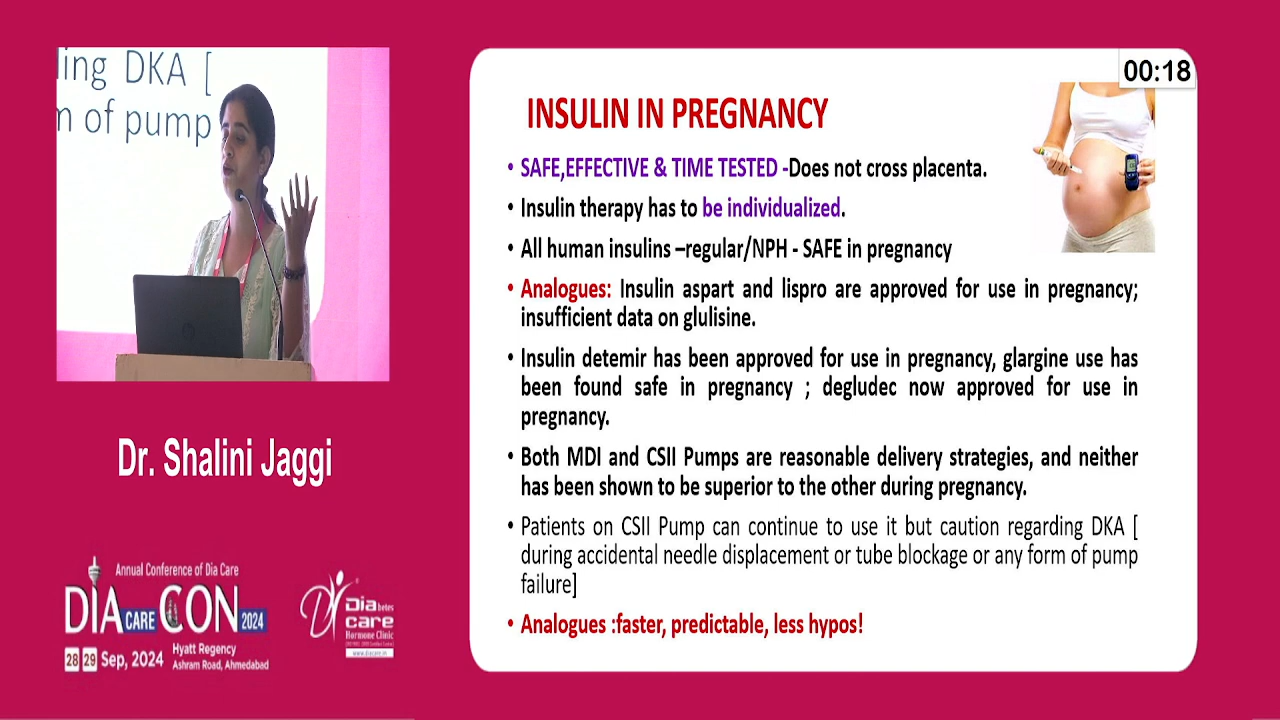 ling DKA [
m of pump
Dr. Shalini Jaggi
Annual Conference of Dia Care
DIA CARE CON 2024
28 29 Sep, 2024
Hyatt Regency
Ashram Road, Ahmedabad
Diabetes
care
Hormone Clinic
www.diacare.in
00:18
INSULIN IN PREGNANCY
• SAFE,EFFECTIVE & TIME TESTED -Does not cross placenta.
• Insulin therapy has to be individualized.
• All human insulins –regular/NPH - SAFE in pregnancy
• Analogues: Insulin aspart and lispro are approved for use in pregnancy;
insufficient data on glulisine.
• Insulin detemir has been approved for use in pregnancy, glargine use has
been found safe in pregnancy ; degludec now approved for use in
pregnancy.
• Both MDI and CSII Pumps are reasonable delivery strategies, and neither
has been shown to be superior to the other during pregnancy.
• Patients on CSII Pump can continue to use it but caution regarding DKA [
during accidental needle displacement or tube blockage or any form of pump
failure]
• Analogues :faster, predictable, less hypos!